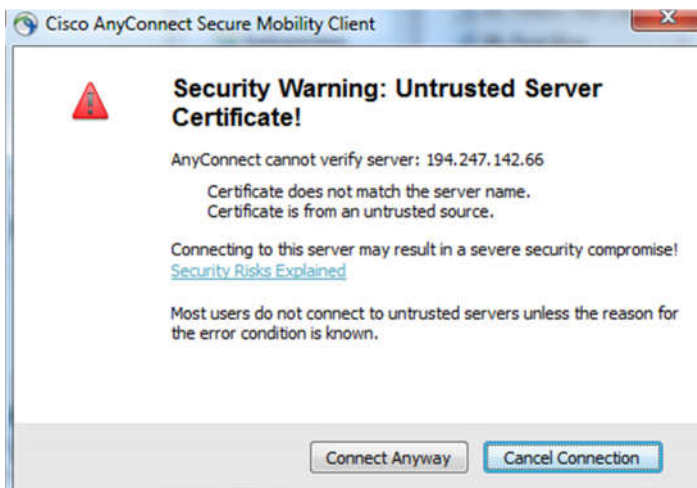 Cisco AnyConnect Secure Mobility Client
Security Warning: Untrusted Server
Certificate!
AnyConnect cannot verify server: 194.247.142.66
Certificate does not match the server name.
Certificate is from an untrusted source.
Connecting to this server may result in a severe security compromise!
Security Risks Explained
Most users do not connect to untrusted servers unless the reason for
the error condition is known.
Connect Anyway
Cancel Connection